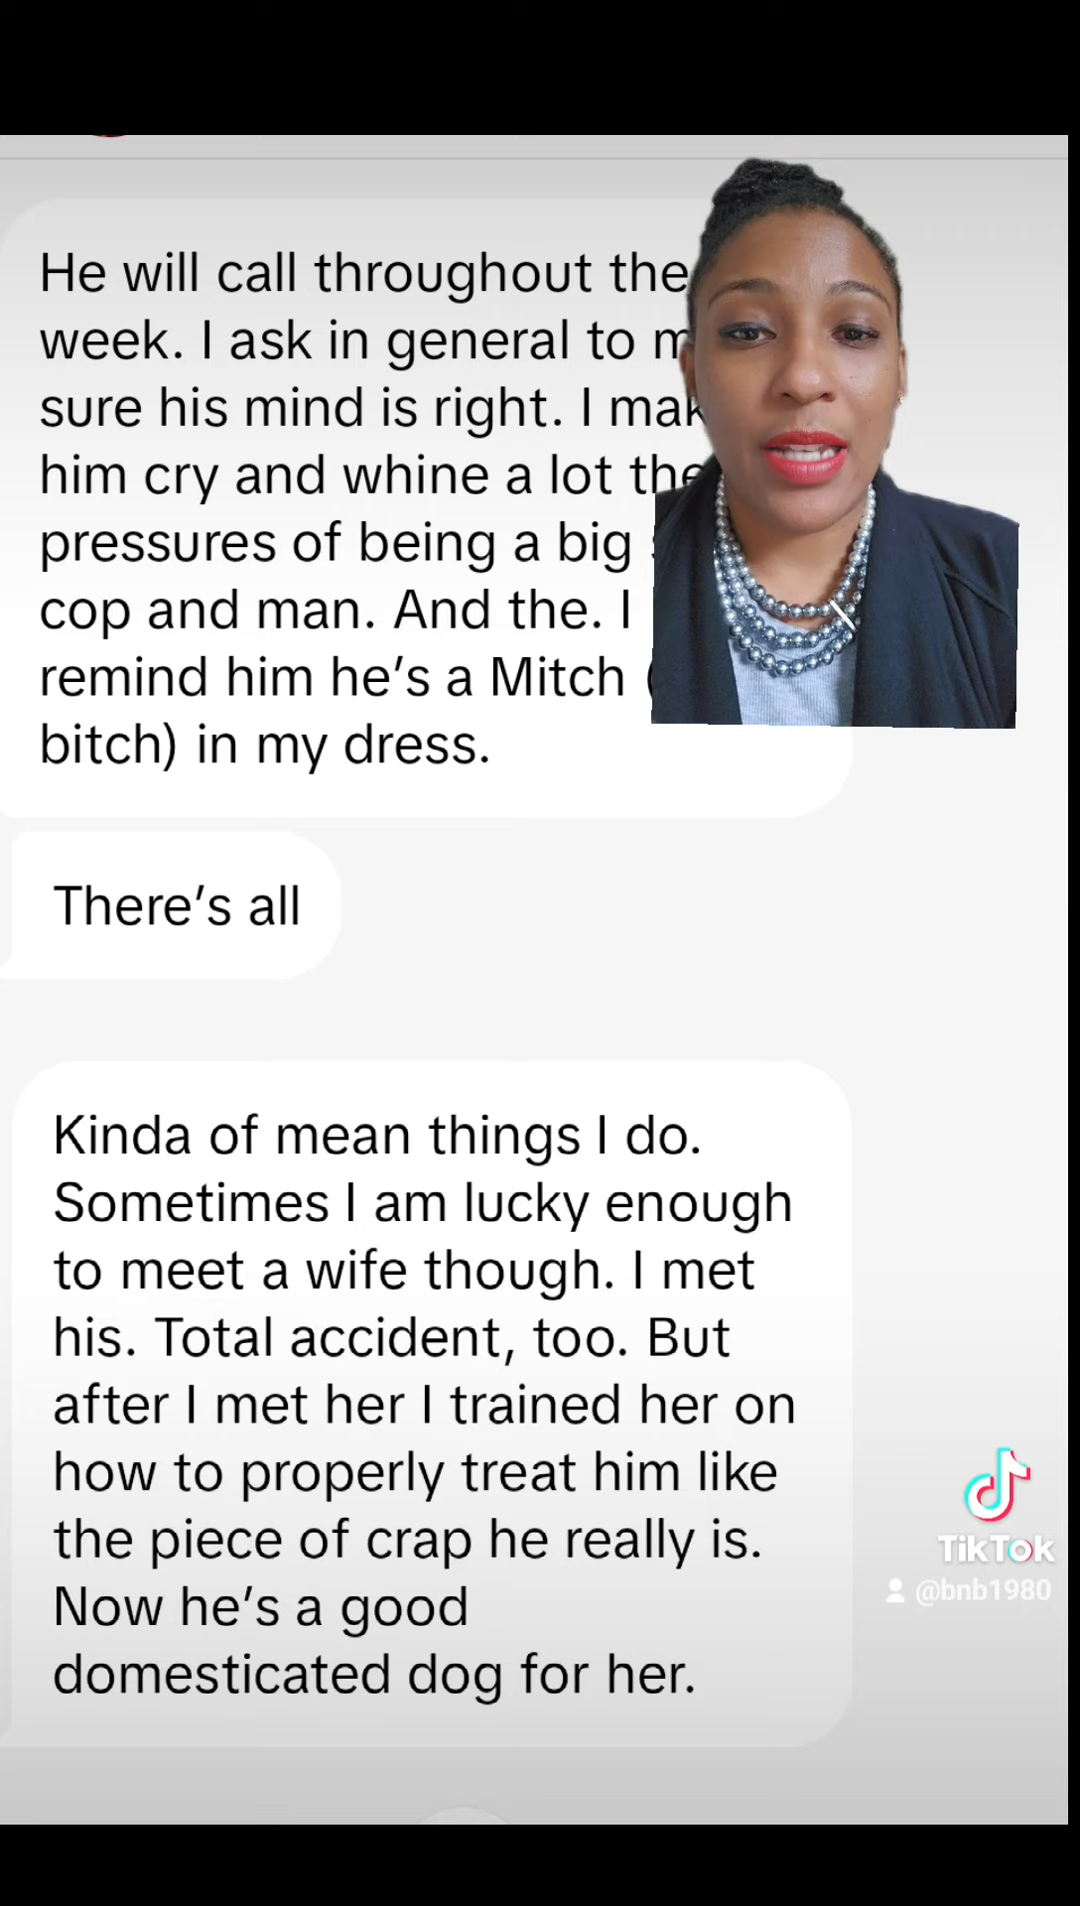 He will call throughout the
week. I ask in general to
sure his mind is right. I
him cry and whine a lot
pressures of being a big
cop and man. And the. I
remind him he's a Mitch (
bitch) in my dress.
There's all
Kinda of mean things I do.
Sometimes I am lucky enough
to meet a wife though. I met
his. Total accident, too. But
after I met her I trained her on
how to properly treat him like
the piece of crap he really is.
Now he's a good
domesticated dog for her.
TikTok
@bnb1980